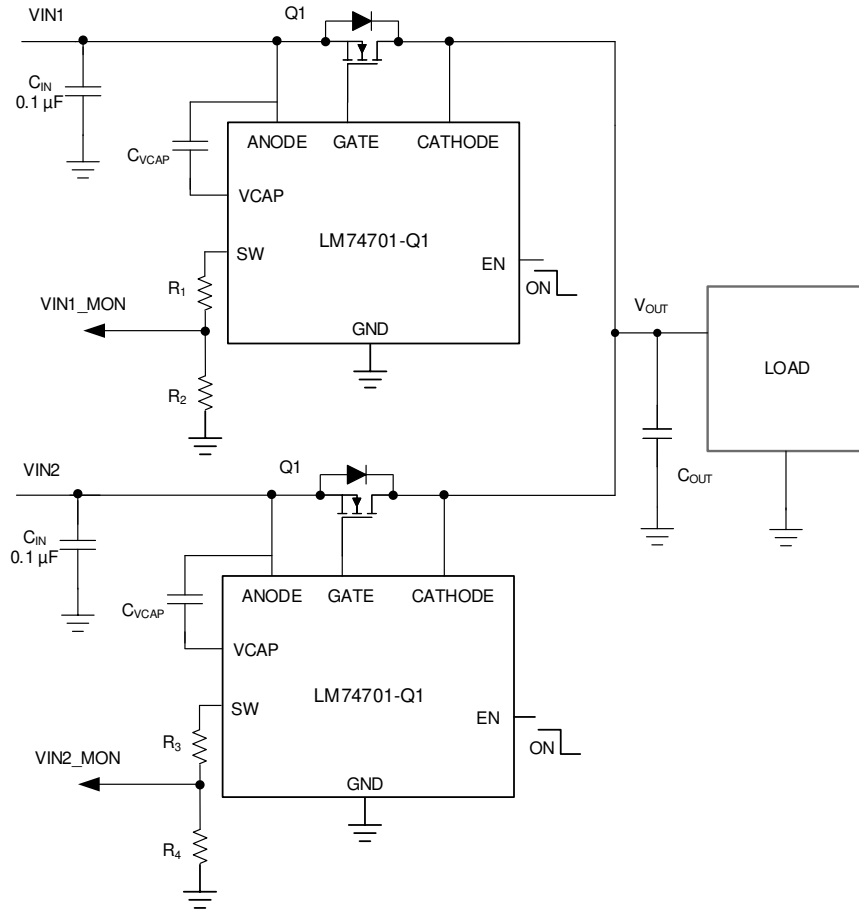 VIN1
Q1
CIN
0.1 µF
CVCAP
ANODE
GATE
CATHODE
VCAP
LM74701-Q1
SW
EN
ON
R1
VIN1_MON
GND
R2
VOUT
LOAD
COUT
VIN2
Q1
CIN
0.1 µF
CVCAP
ANODE
GATE
CATHODE
VCAP
LM74701-Q1
SW
EN
ON
R3
VIN2_MON
GND
R4